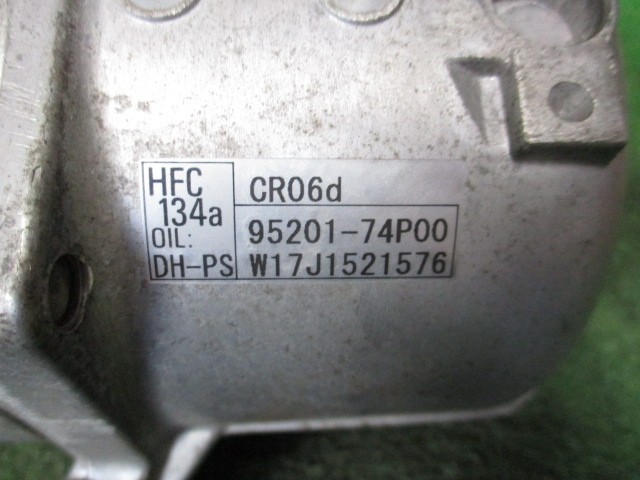 HFC
134a
OIL:
DH-PS
CR06d
95201-74P00
W17J1521576